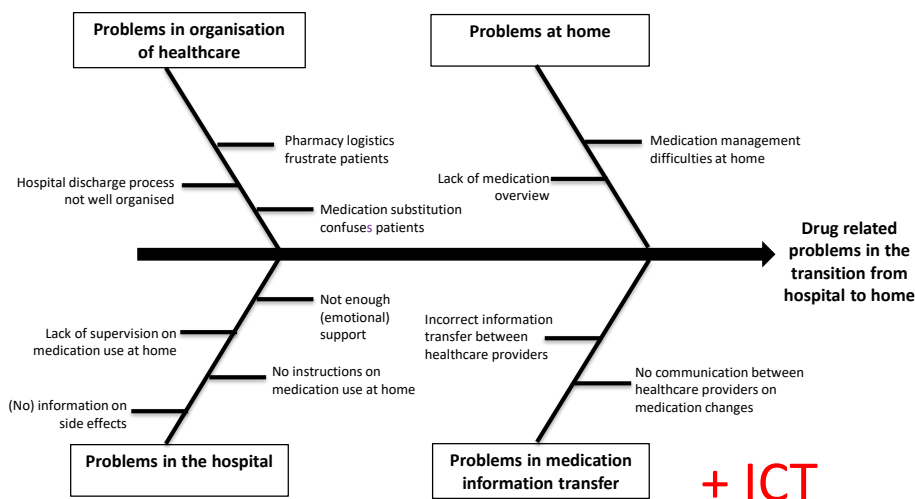 Problems in organisation
of healthcare
Problems at home
Pharmacy logistics
frustrate patients
Hospital discharge process
not well organised
Medication substitution
confuses patients
Medication management
difficulties at home
Lack of medication
overview
Drug related
problems in the
transition from
hospital to home
Not enough
(emotional)
support
Lack of supervision on
medication use at home
No instructions on
medication use at home
(No) information on
side effects
Incorrect information
transfer between
healthcare providers
No communication between
healthcare providers on
medication changes
Problems in the hospital
Problems in medication
information transfer
+ ICT